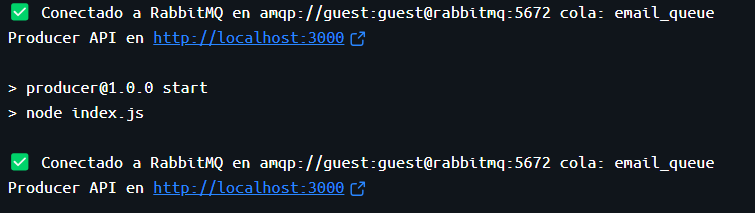 ✅ Conectado a RabbitMQ en amqp://guest:guest@rabbitmq:5672 cola: email_queue
Producer API en http://localhost:3000
> producer@1.0.0 start
> node index.js
✅ Conectado a RabbitMQ en amqp://guest:guest@rabbitmq:5672 cola: email_queue
Producer API en http://localhost:3000